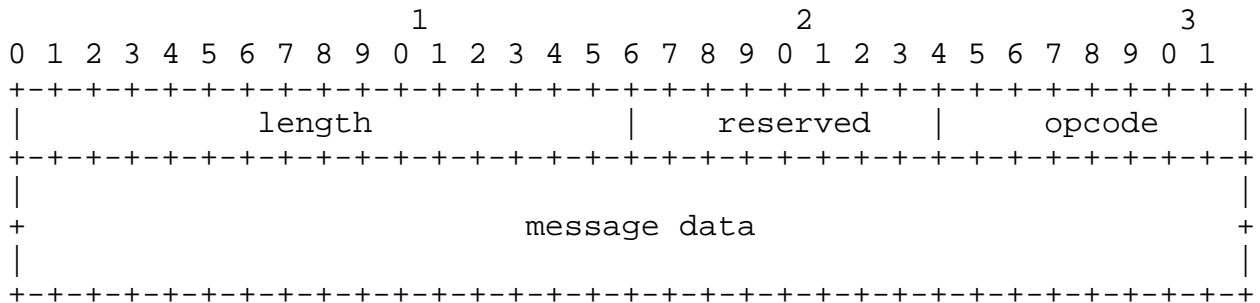 1                   2                   3
 0 1 2 3 4 5 6 7 8 9 0 1 2 3 4 5 6 7 8 9 0 1 2 3 4 5 6 7 8 9 0 1
+-+-+-+-+-+-+-+-+-+-+-+-+-+-+-+-+-+-+-+-+-+-+-+-+-+-+-+-+-+-+-+-+
|            length             |   reserved    |    opcode     |
+-+-+-+-+-+-+-+-+-+-+-+-+-+-+-+-+-+-+-+-+-+-+-+-+-+-+-+-+-+-+-+-+
|                                                               |
+                         message data                          +
|                                                               |
+-+-+-+-+-+-+-+-+-+-+-+-+-+-+-+-+-+-+-+-+-+-+-+-+-+-+-+-+-+-+-+-+